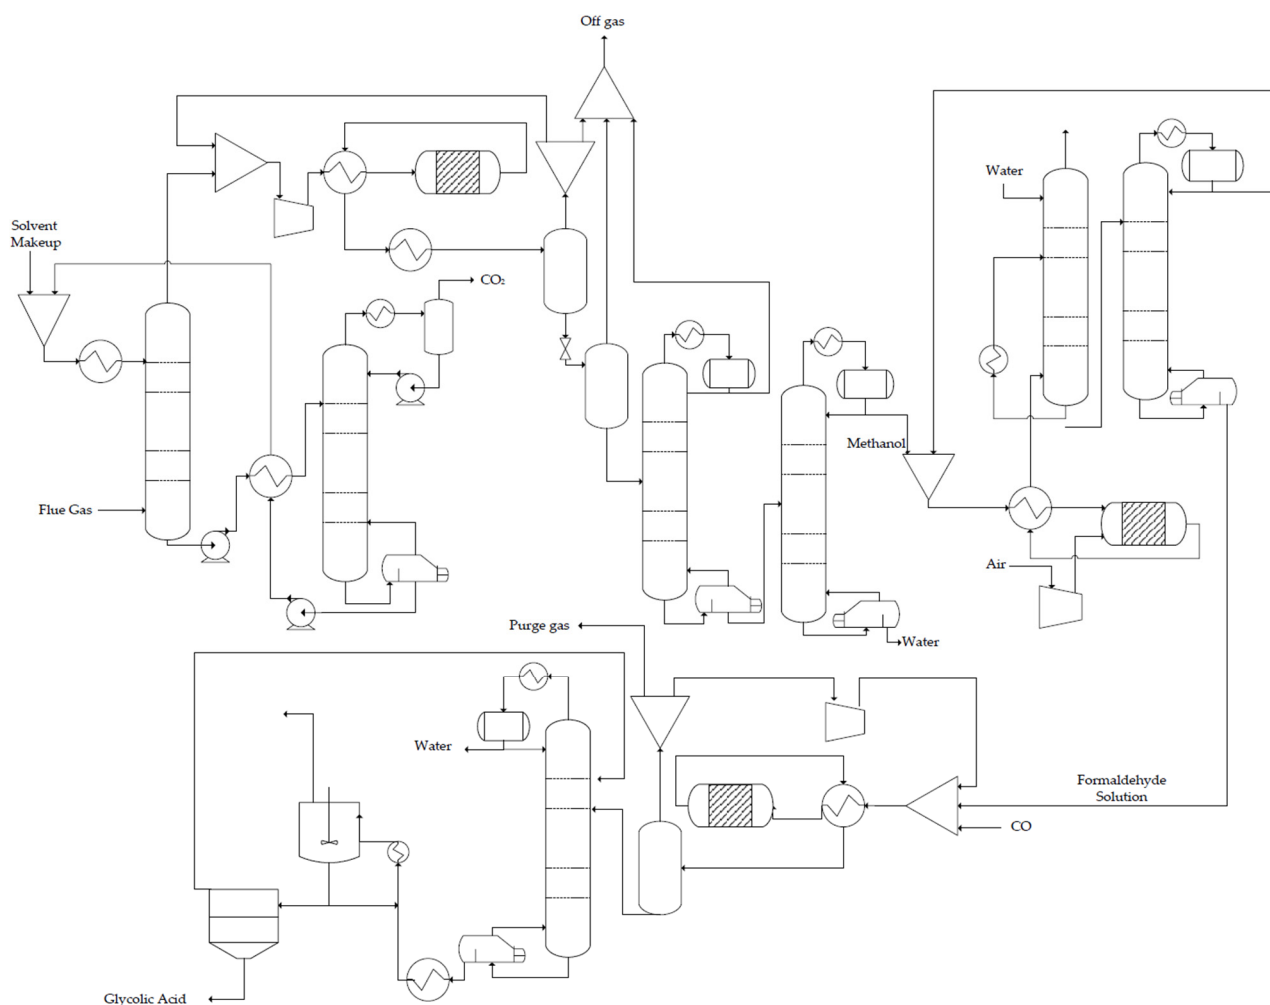 Off gas
Water
Solvent
Makeup
CO₂
Methanol
Flue Gas
Air
Purge gas
Water
Water
Formaldehyde
Solution
CO
Glycolic Acid